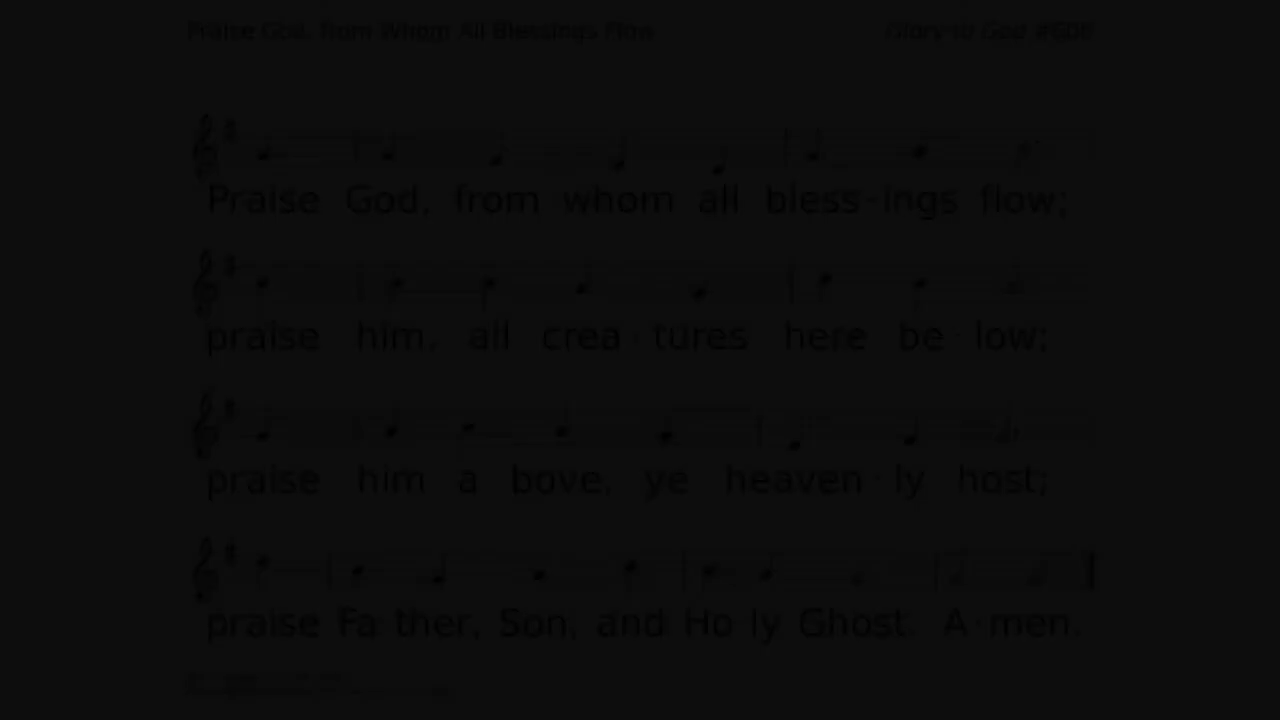 Praise God, from Whom All Blessings Flow
Glory to God #606
Praise God, from whom all bless-ings flow;
praise him, all crea-tures here be-low;
praise him a-bove, ye heaven-ly host;
praise Fa-ther, Son, and Ho-ly Ghost. A-men.